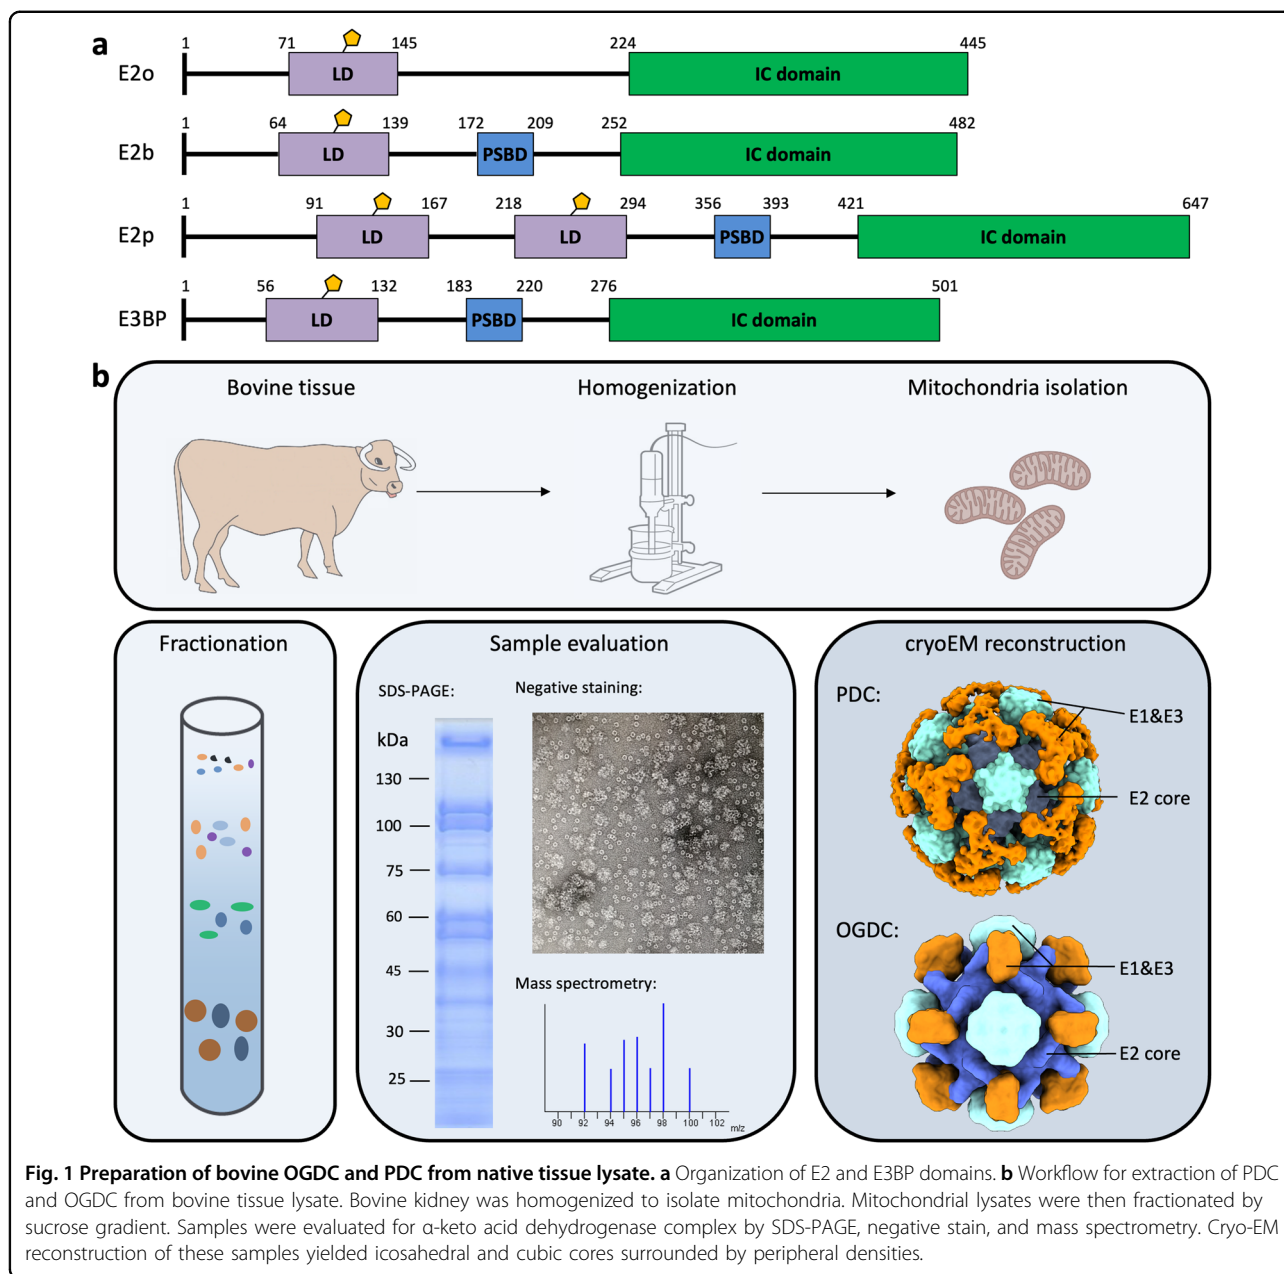 a
1 71 145 224 445
E2o LD IC domain
1 64 139 172 209 252 482
E2b LD PSBD IC domain
1 91 167 218 294 356 393 421 647
E2p LD LD PSBD IC domain
1 56 132 183 220 276 501
E3BP LD PSBD IC domain
b
Bovine tissue Homogenization Mitochondria isolation
Fractionation
Sample evaluation
SDS-PAGE:
kDa
130
100
75
60
45
30
25
Negative staining:
Mass spectrometry:
90 92 94 96 98 100 102
m/z
cryoEM reconstruction
PDC:
E1&E3
E2 core
OGDC:
E1&E3
E2 core
Fig. 1 Preparation of bovine OGDC and PDC from native tissue lysate. a Organization of E2 and E3BP domains. b Workflow for extraction of PDC
and OGDC from bovine tissue lysate. Bovine kidney was homogenized to isolate mitochondria. Mitochondrial lysates were then fractionated by
sucrose gradient. Samples were evaluated for α-keto acid dehydrogenase complex by SDS-PAGE, negative stain, and mass spectrometry. Cryo-EM
reconstruction of these samples yielded icosahedral and cubic cores surrounded by peripheral densities.